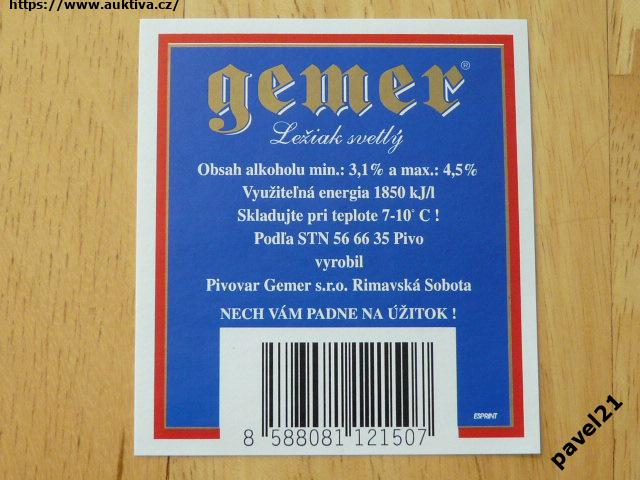 https://www.auktiva.cz/
gemer®
Ležiak svetlý
Obsah alkoholu min.: 3,1% a max.: 4,5%
Využiteľná energia 1850 kJ/l
Skladujte pri teplote 7-10° C !
Podľa STN 56 66 35 Pivo
vyrobil
Pivovar Gemer s.r.o. Rimavská Sobota
NECH VÁM PADNE NA ÚŽITOK !
ESPRINT
8 588081 121507
pavel21